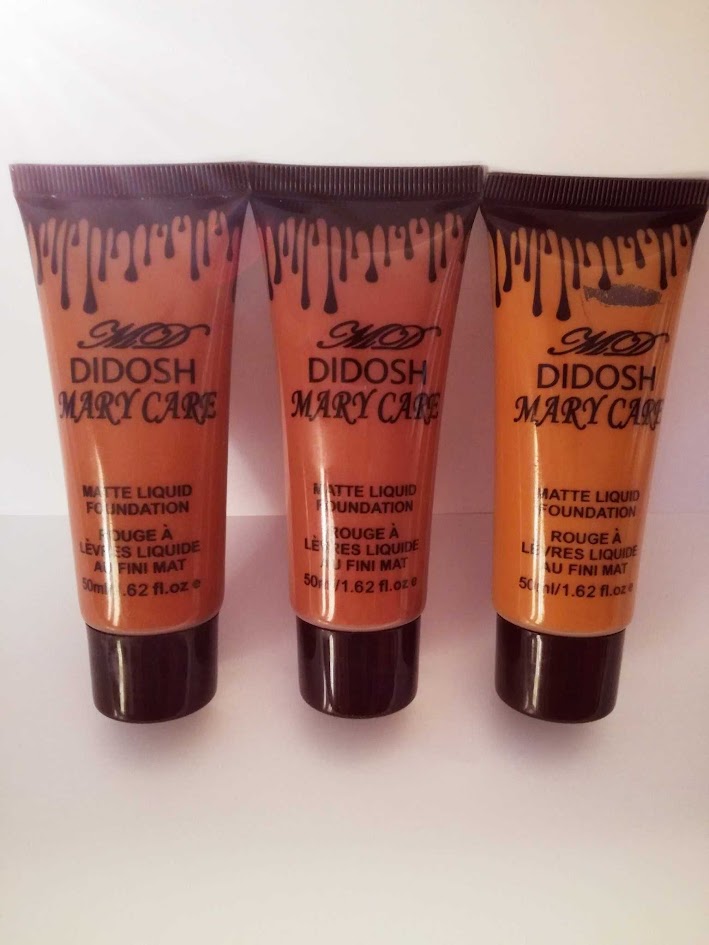 MD
DIDOSH
MARY CARE
MATTE LIQUID
FOUNDATION
ROUGE À
LÈVRES LIQUIDE
AU FINI MAT
50ml/1.62 fl.oz e
MD
DIDOSH
MARY CARE
MATTE LIQUID
FOUNDATION
ROUGE À
LÈVRES LIQUIDE
AU FINI MAT
50ml/1.62 fl.oz e
MD
DIDOSH
MARY CARE
MATTE LIQUID
FOUNDATION
ROUGE À
LÈVRES LIQUIDE
AU FINI MAT
50ml/1.62 fl.oz e